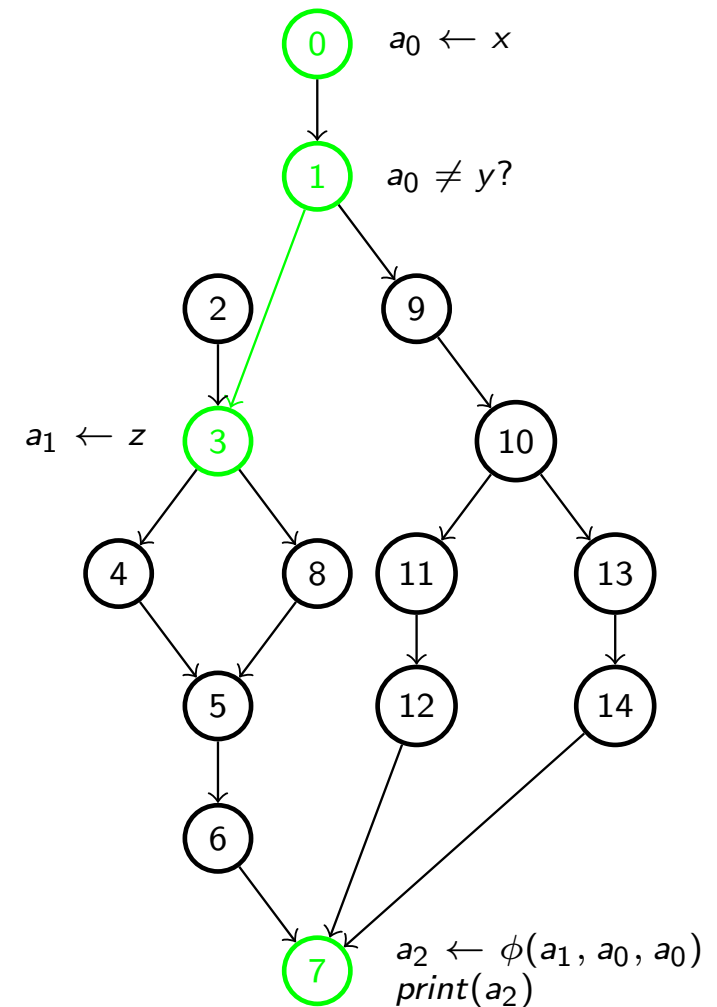 0 a₀ ← x
1 a₀ ≠ y?
2 9
a₁ ← z 3 10
4 8 11 13
5 12 14
6
7 a₂ ← ϕ(a₁, a₀, a₀)
print(a₂)